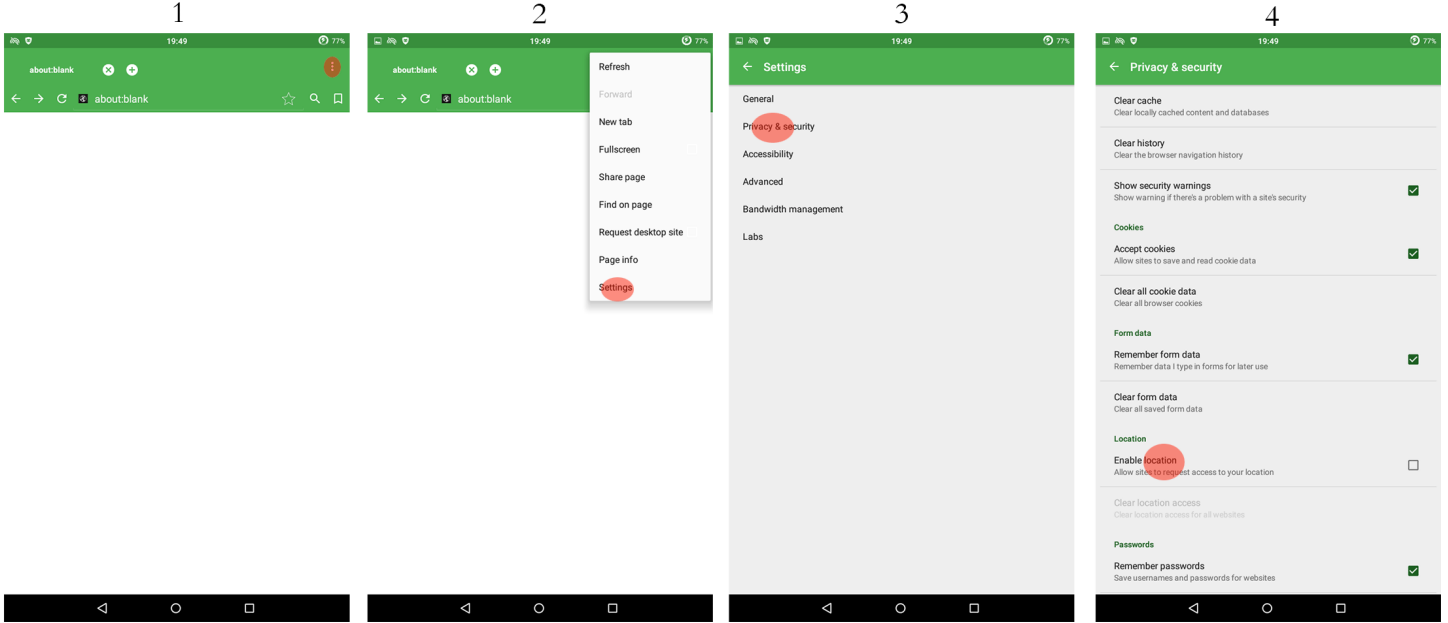 1
19:49
77%
about:blank
about:blank
2
19:49
77%
about:blank
about:blank
Refresh
Forward
New tab
Fullscreen
Share page
Find on page
Request desktop site
Page info
Settings
3
19:49
77%
Settings
General
Privacy & security
Accessibility
Advanced
Bandwidth management
Labs
4
19:49
77%
Privacy & security
Clear cache
Clear locally cached content and databases
Clear history
Clear the browser navigation history
Show security warnings
Show warning if there's a problem with a site's security
Cookies
Accept cookies
Allow sites to save and read cookie data
Clear all cookie data
Clear all browser cookies
Form data
Remember form data
Remember data I type in forms for later use
Clear form data
Clear all saved form data
Location
Enable location
Allow sites to request access to your location
Clear location access
Clear location access for all websites
Passwords
Remember passwords
Save usernames and passwords for websites